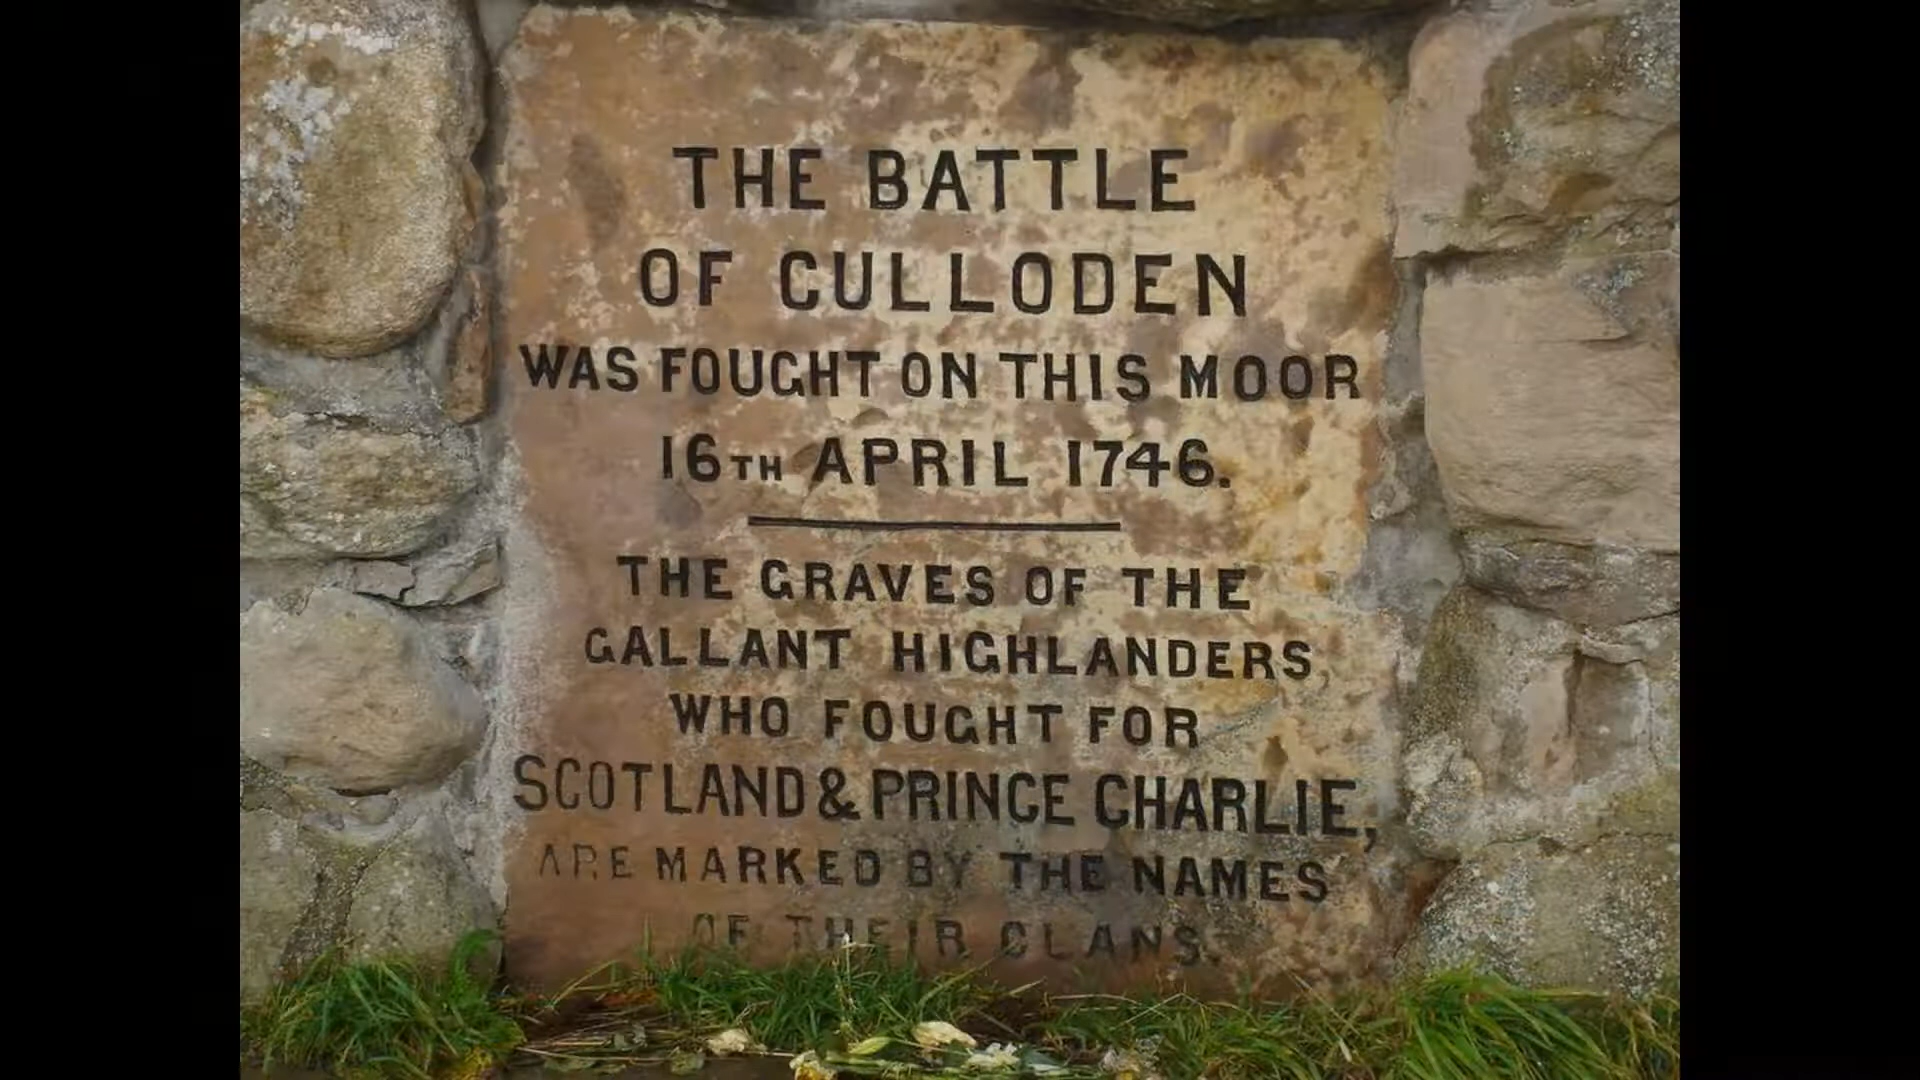 THE BATTLE
OF CULLODEN
WAS FOUGHT ON THIS MOOR
16TH APRIL 1746.
THE GRAVES OF THE
GALLANT HIGHLANDERS,
WHO FOUGHT FOR
SCOTLAND & PRINCE CHARLIE,
ARE MARKED BY THE NAMES
OF THEIR CLANS.